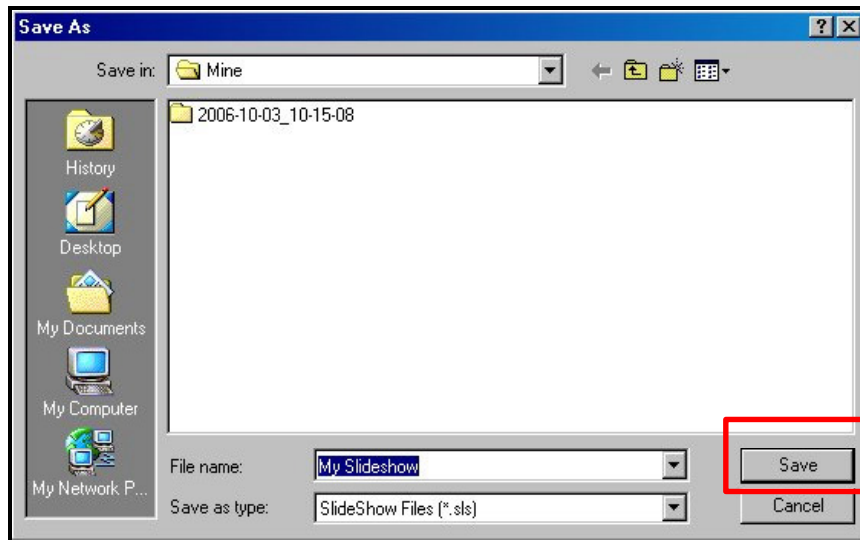 Save As
Save in: Mine
2006-10-03_10-15-08
History
Desktop
My Documents
My Computer
My Network P...
File name: My Slideshow Save
Save as type: SlideShow Files (*.sls) Cancel